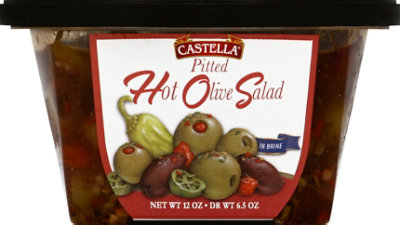 CASTELLA
Pitted
Hot Olive Salad
IN BRINE
NET WT 12 OZ • DR WT 6.5 OZ